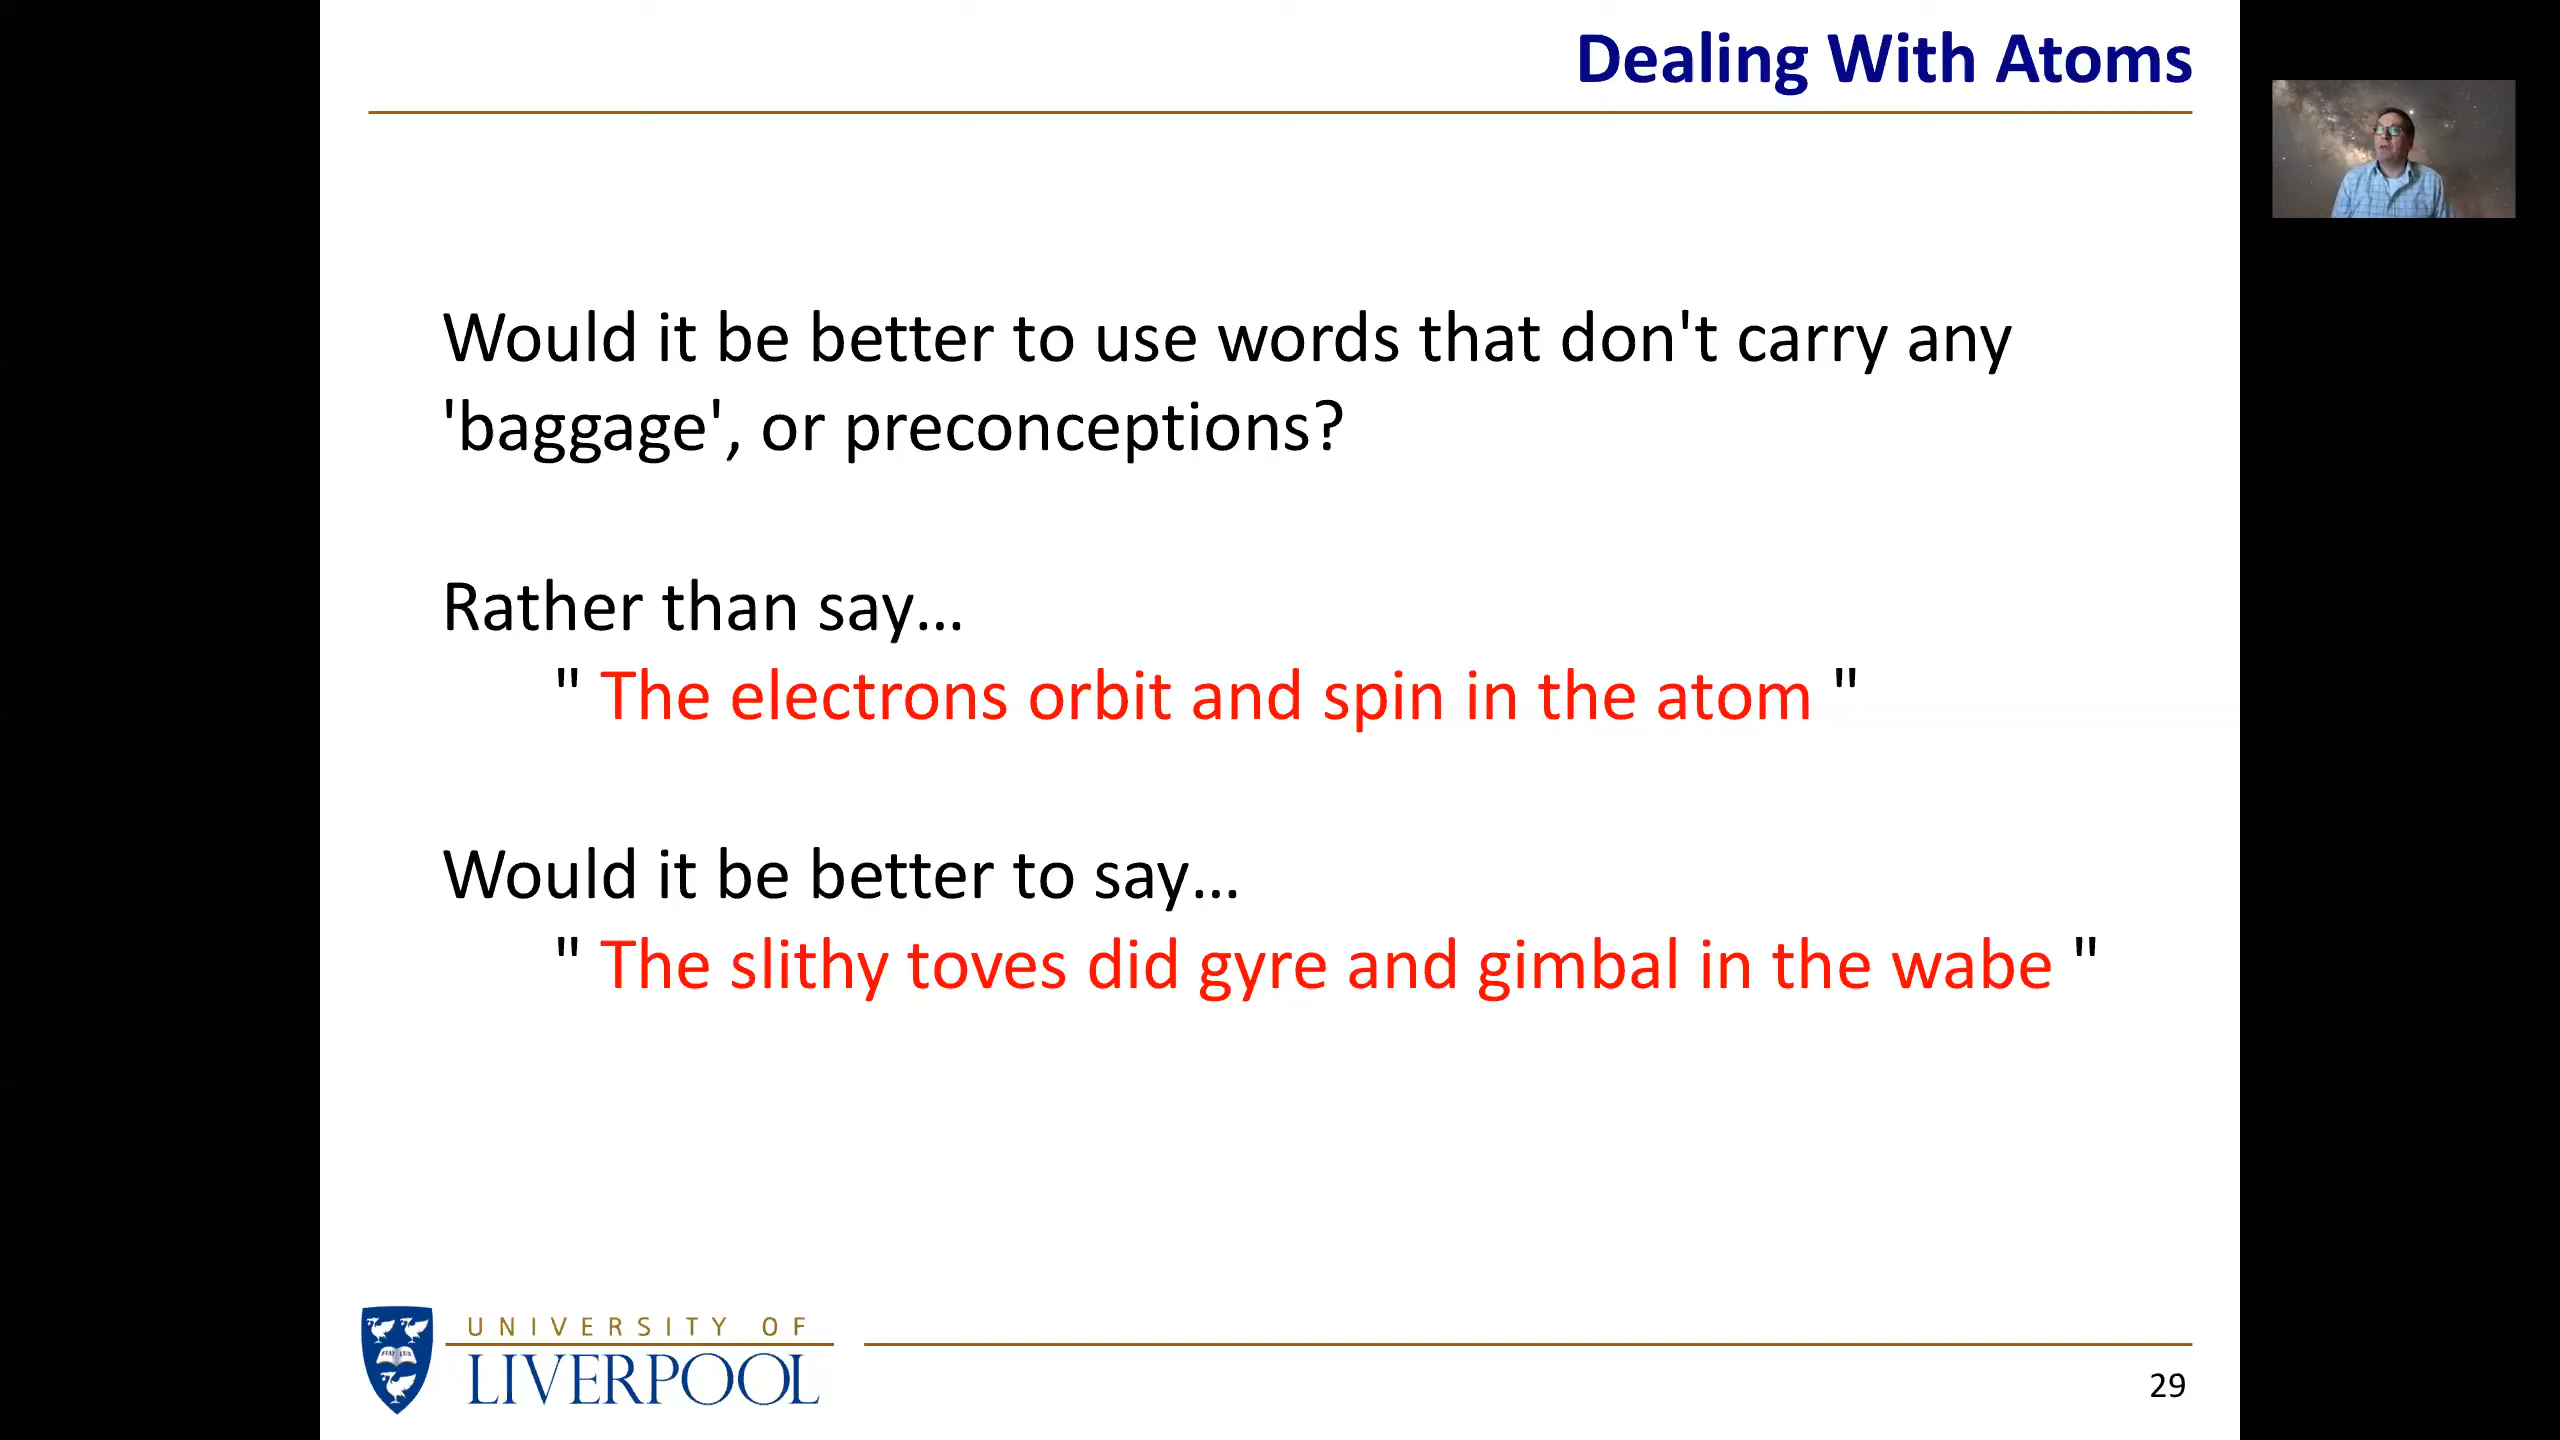 Dealing With Atoms
Would it be better to use words that don't carry any
'baggage', or preconceptions?
Rather than say...
" The electrons orbit and spin in the atom "
Would it be better to say...
" The slithy toves did gyre and gimbal in the wabe "
UNIVERSITY OF
LIVERPOOL
FIAT LUX
29